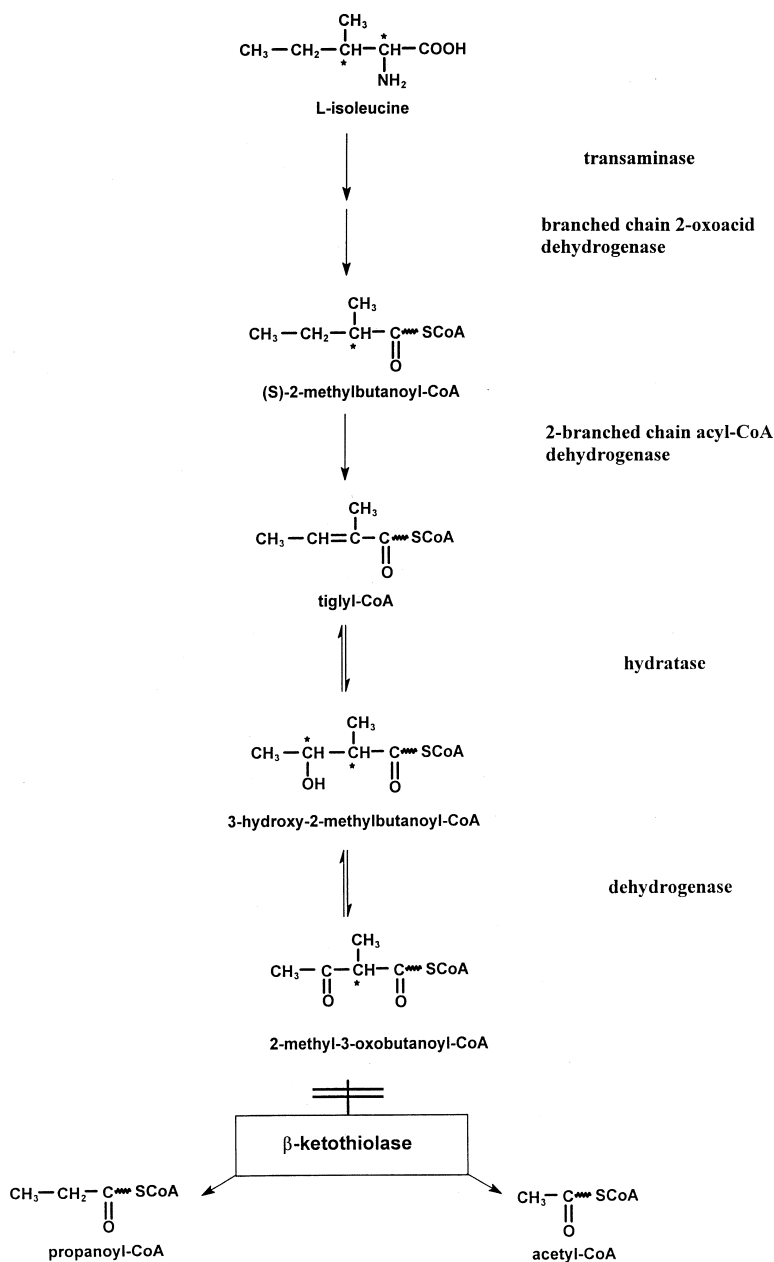 CH₃
CH₃—CH₂—CH—CH—COOH
* *
NH₂
L-isoleucine
transaminase
branched chain 2-oxoacid
dehydrogenase
CH₃
CH₃—CH₂—CH—C~SCoA
*
O
(S)-2-methylbutanoyl-CoA
2-branched chain acyl-CoA
dehydrogenase
CH₃
CH₃—CH=C—C~SCoA
O
tiglyl-CoA
hydratase
CH₃
*
CH₃—CH—CH—C~SCoA
*
OH O
3-hydroxy-2-methylbutanoyl-CoA
dehydrogenase
CH₃
CH₃—C—CH—C~SCoA
*
O O
2-methyl-3-oxobutanoyl-CoA
β-ketothiolase
CH₃—CH₂—C~SCoA
O
propanoyl-CoA
CH₃—C~SCoA
O
acetyl-CoA